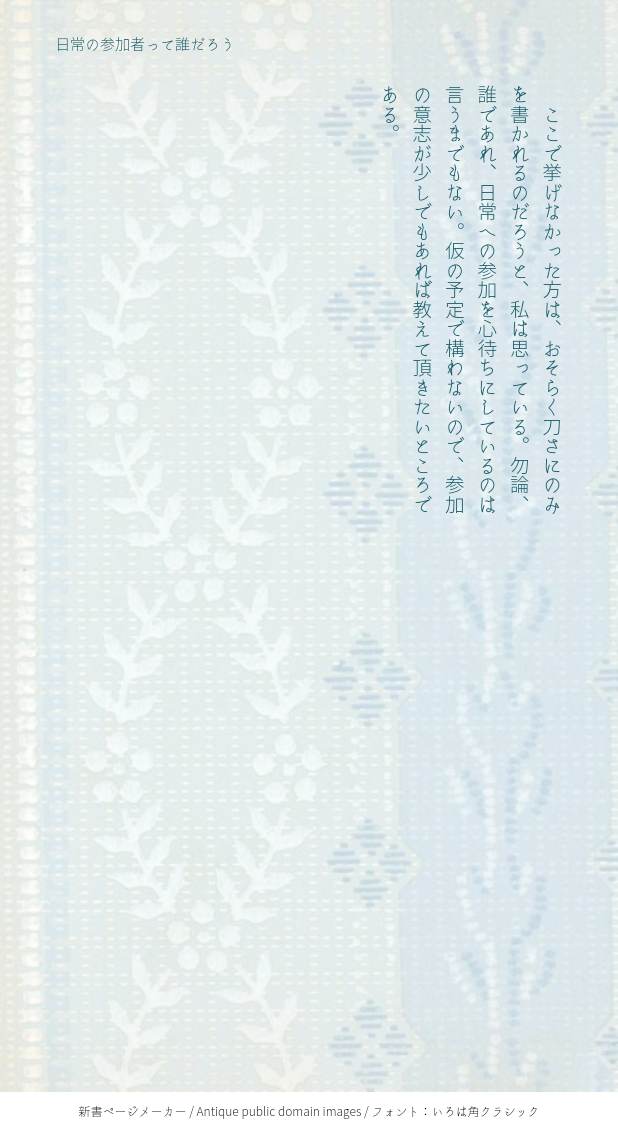 日常の参加者って誰だろう
ここで挙げなかった方は、おそらく刀さにのみ
を書かれるのだろうと、私は思っている。勿論、
誰であれ、日常への参加を心待ちにしているのは
言うまでもない。仮の予定で構わないので、参加
の意志が少しでもあれば教えて頂きたいところで
ある。
新書ページメーカー / Antique public domain images / フォント：いろは角クラシック